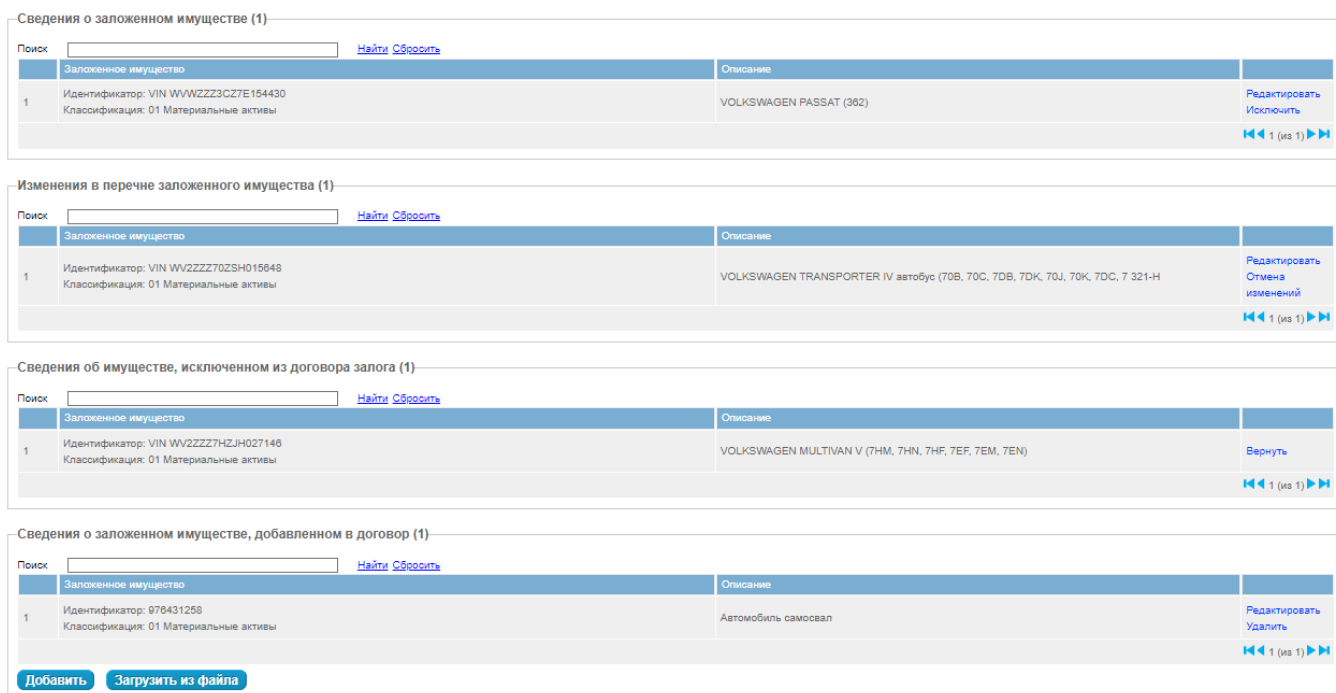 Сведения о заложенном имуществе (1)
Поиск Найти Сбросить
Заложенное имущество Описание
1 Идентификатор: VIN WVWZZZ3CZ7E154430
Классификация: 01 Материальные активы
VOLKSWAGEN PASSAT (362)
Редактировать
Исключить
1 (из 1)
Изменения в перечне заложенного имущества (1)
Поиск Найти Сбросить
Заложенное имущество Описание
1 Идентификатор: VIN WV2ZZZ70ZSH015648
Классификация: 01 Материальные активы
VOLKSWAGEN TRANSPORTER IV автобус (70B, 70C, 7DB, 7DK, 70J, 70K, 7DC, 7 321-Н
Редактировать
Отмена
изменений
1 (из 1)
Сведения об имуществе, исключенном из договора залога (1)
Поиск Найти Сбросить
Заложенное имущество Описание
1 Идентификатор: VIN WV2ZZZ7HZJH027146
Классификация: 01 Материальные активы
VOLKSWAGEN MULTIVAN V (7HM, 7HN, 7HF, 7EF, 7EM, 7EN)
Вернуть
1 (из 1)
Сведения о заложенном имуществе, добавленном в договор (1)
Поиск Найти Сбросить
Заложенное имущество Описание
1 Идентификатор: 976431258
Классификация: 01 Материальные активы
Автомобиль самосвал
Редактировать
Удалить
1 (из 1)
Добавить Загрузить из файла